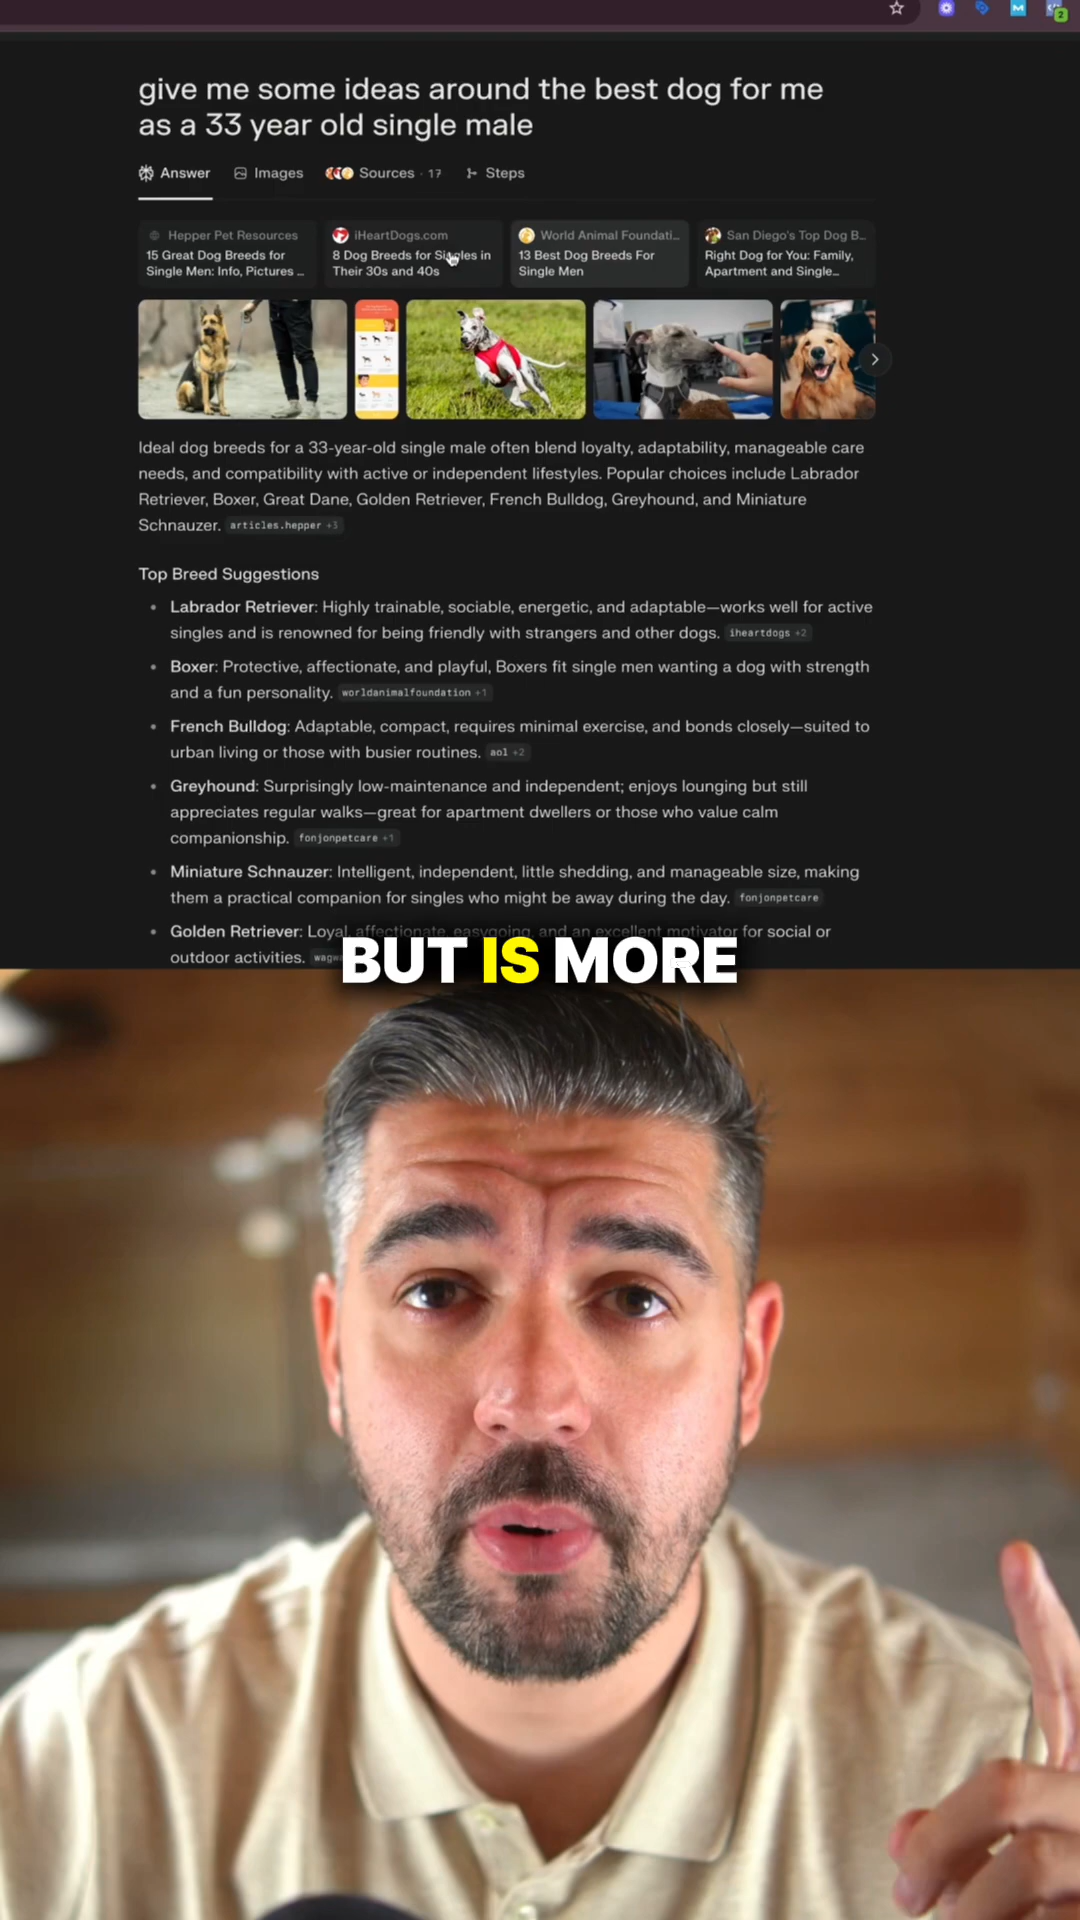 give me some ideas around the best dog for me
as a 33 year old single male
Answer
Images
Sources · 17
Steps
Hepper Pet Resources
15 Great Dog Breeds for
Single Men: Info, Pictures ...
iHeartDogs.com
8 Dog Breeds for Singles in
Their 30s and 40s
World Animal Foundati...
13 Best Dog Breeds For
Single Men
San Diego's Top Dog B...
Right Dog for You: Family,
Apartment and Single...
Ideal dog breeds for a 33-year-old single male often blend loyalty, adaptability, manageable care
needs, and compatibility with active or independent lifestyles. Popular choices include Labrador
Retriever, Boxer, Great Dane, Golden Retriever, French Bulldog, Greyhound, and Miniature
Schnauzer. articles.hepper +3
Top Breed Suggestions
• Labrador Retriever: Highly trainable, sociable, energetic, and adaptable—works well for active
singles and is renowned for being friendly with strangers and other dogs. iheartdogs +2
• Boxer: Protective, affectionate, and playful, Boxers fit single men wanting a dog with strength
and a fun personality. worldanimalfoundation +1
• French Bulldog: Adaptable, compact, requires minimal exercise, and bonds closely—suited to
urban living or those with busier routines. aol +2
• Greyhound: Surprisingly low-maintenance and independent; enjoys lounging but still
appreciates regular walks—great for apartment dwellers or those who value calm
companionship. fonjonpetcare +1
• Miniature Schnauzer: Intelligent, independent, little shedding, and manageable size, making
them a practical companion for singles who might be away during the day. fonjonpetcare
• Golden Retriever: Loyal, affectionate, easygoing, and an excellent motivator for social or
outdoor activities.
BUT IS MORE
2